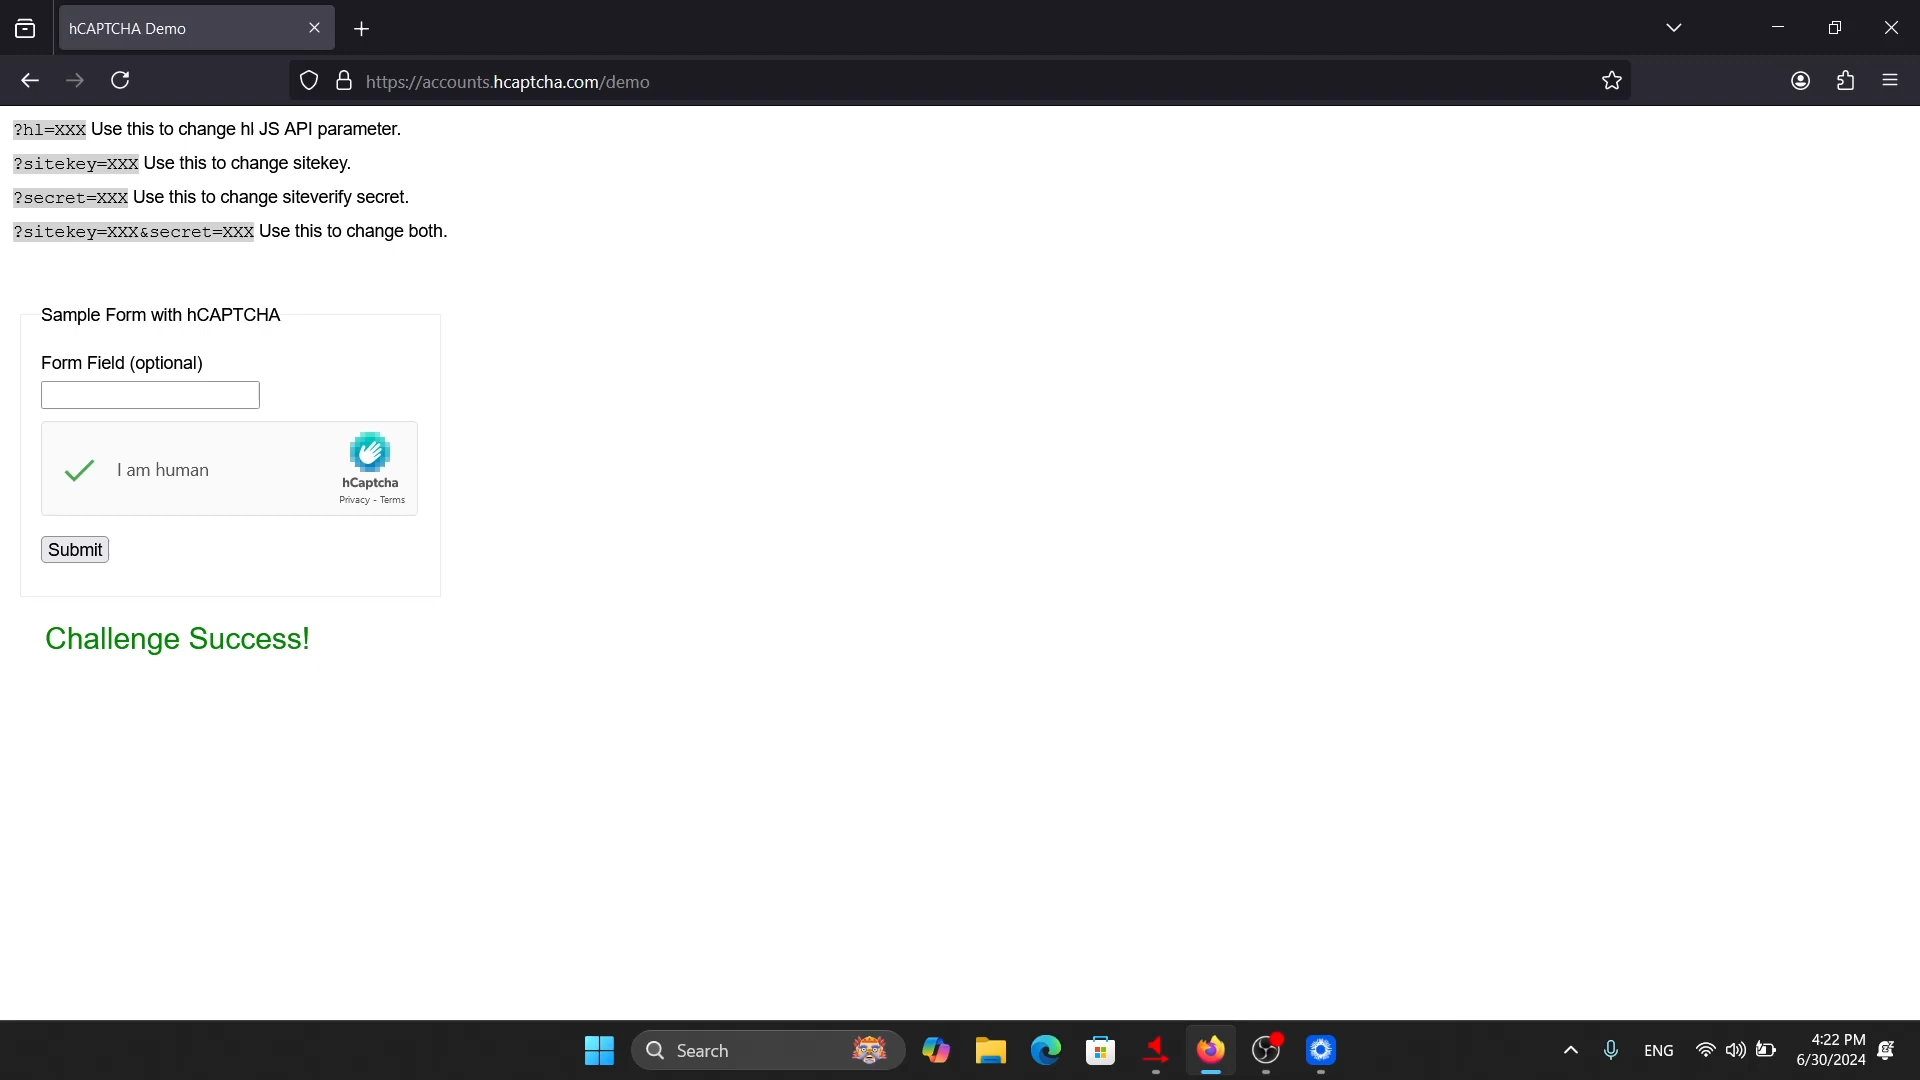 hCAPTCHA Demo
https://accounts.hcaptcha.com/demo
?hl=XXX Use this to change hl JS API parameter.
?sitekey=XXX Use this to change sitekey.
?secret=XXX Use this to change siteverify secret.
?sitekey=XXX&secret=XXX Use this to change both.
Sample Form with hCAPTCHA
Form Field (optional)
I am human
hCaptcha
Privacy - Terms
Submit
Challenge Success!
Search
ENG
4:22 PM
6/30/2024